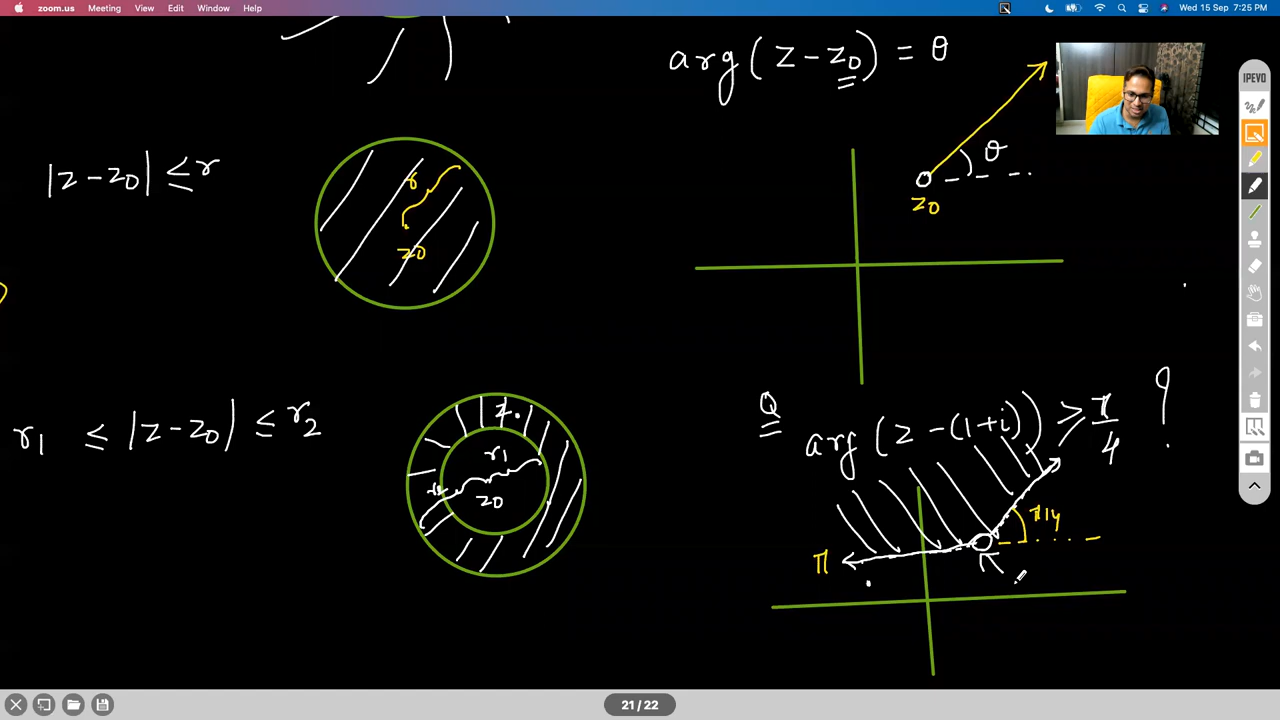 zoom.us Meeting View Edit Window Help
Wed 15 Sep 7:25 PM
IPEVO
arg(z-z0) = θ
θ
z0
|z-z0| ≤ r
r
z0
r1 ≤ |z-z0| ≤ r2
z
r1
r2
z0
Q
arg(z-(1+i)) ≥ π/4 ?
π/4
π
21 / 22